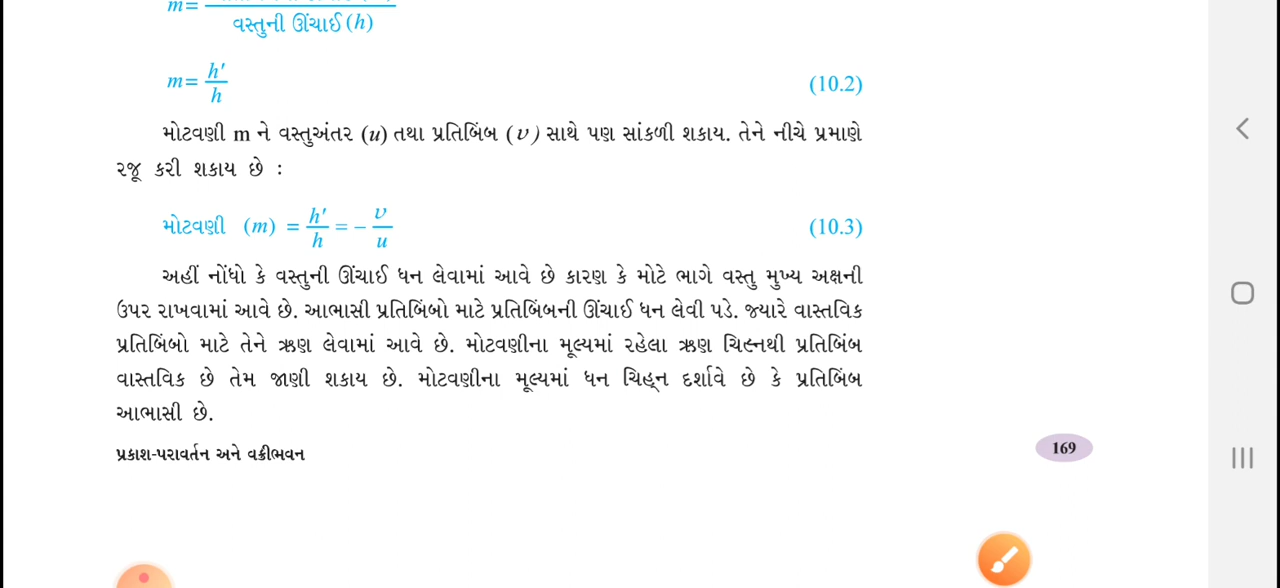 m=
વસ્તુની ઊંચાઈ (h)
m= h′/h (10.2)
મોટવણી m ને વસ્તુઅંતર (u) તથા પ્રતિબિંબ (v) સાથે પણ સાંકળી શકાય. તેને નીચે પ્રમાણે
રજૂ કરી શકાય છે :
મોટવણી (m) = h′/h = – v/u (10.3)
અહીં નોંધો કે વસ્તુની ઊંચાઈ ધન લેવામાં આવે છે કારણ કે મોટે ભાગે વસ્તુ મુખ્ય અક્ષની
ઉપર રાખવામાં આવે છે. આભાસી પ્રતિબિંબો માટે પ્રતિબિંબની ઊંચાઈ ધન લેવી પડે. જ્યારે વાસ્તવિક
પ્રતિબિંબો માટે તેને ઋણ લેવામાં આવે છે. મોટવણીના મૂલ્યમાં રહેલા ઋણ ચિહ્નથી પ્રતિબિંબ
વાસ્તવિક છે તેમ જાણી શકાય છે. મોટવણીના મૂલ્યમાં ધન ચિહ્ન દર્શાવે છે કે પ્રતિબિંબ
આભાસી છે.
પ્રકાશ-પરાવર્તન અને વક્રીભવન
169